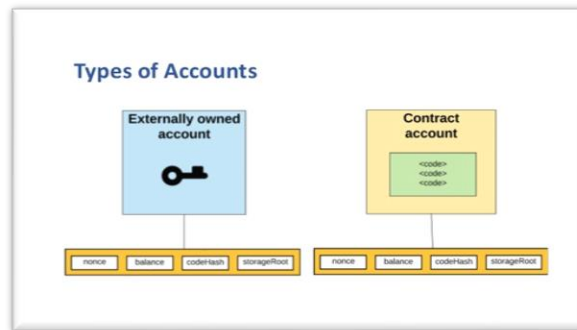 Types of Accounts
Externally owned
account
Contract
account
<code>
<code>
<code>
nonce balance codeHash storageRoot
nonce balance codeHash storageRoot